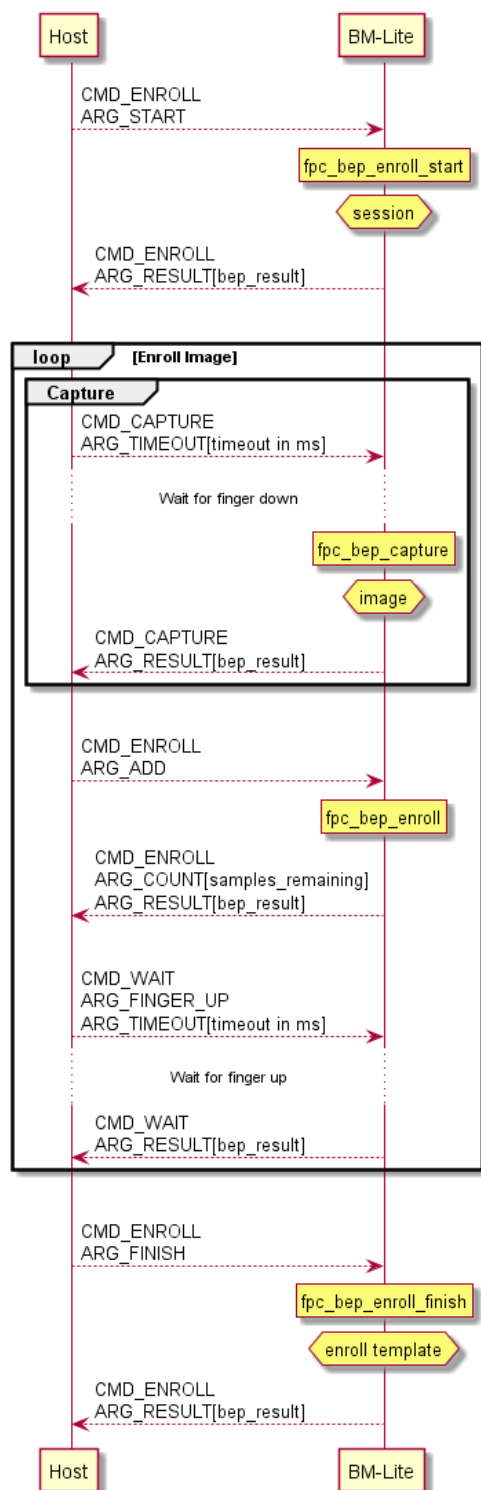 Host BM-Lite
CMD_ENROLL
ARG_START
fpc_bep_enroll_start
session
CMD_ENROLL
ARG_RESULT[bep_result]
loop [Enroll Image]
Capture
CMD_CAPTURE
ARG_TIMEOUT[timeout in ms]
Wait for finger down
fpc_bep_capture
image
CMD_CAPTURE
ARG_RESULT[bep_result]
CMD_ENROLL
ARG_ADD
fpc_bep_enroll
CMD_ENROLL
ARG_COUNT[samples_remaining]
ARG_RESULT[bep_result]
CMD_WAIT
ARG_FINGER_UP
ARG_TIMEOUT[timeout in ms]
Wait for finger up
CMD_WAIT
ARG_RESULT[bep_result]
CMD_ENROLL
ARG_FINISH
fpc_bep_enroll_finish
enroll template
CMD_ENROLL
ARG_RESULT[bep_result]
Host BM-Lite